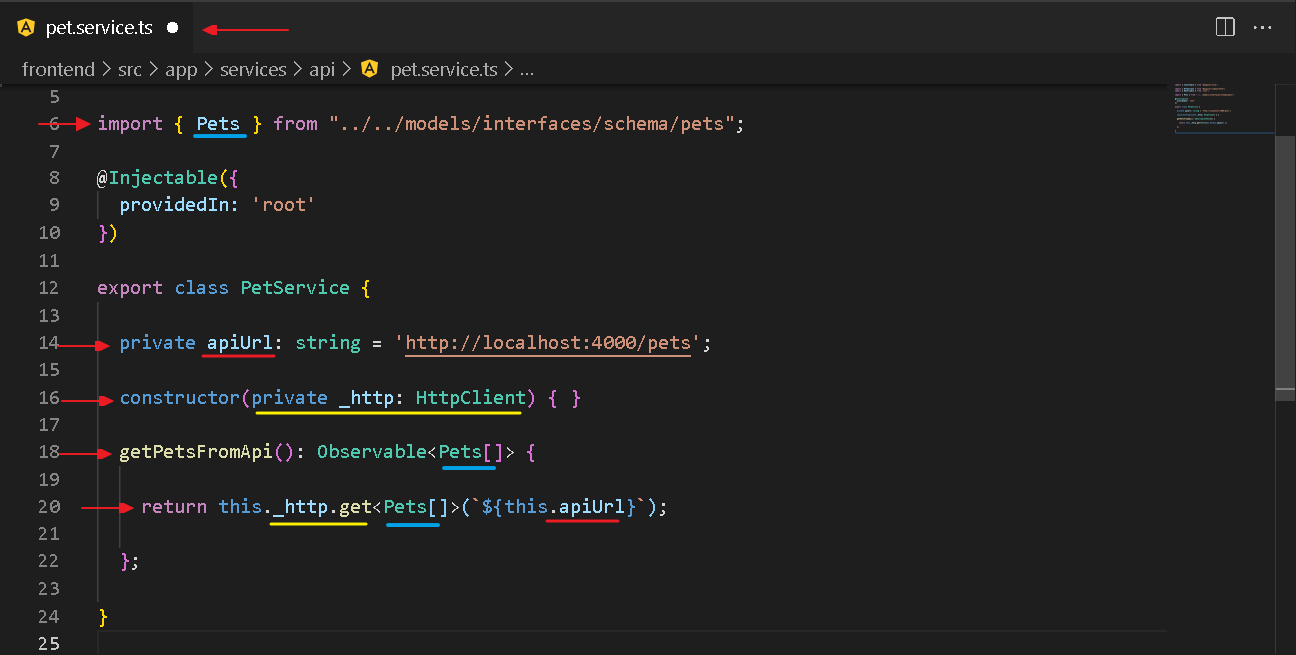 pet.service.ts
frontend > src > app > services > api > pet.service.ts > ...
5
6 import { Pets } from "../../models/interfaces/schema/pets";
7
8 @Injectable({
9 providedIn: 'root'
10 })
11
12 export class PetService {
13
14 private apiUrl: string = 'http://localhost:4000/pets';
15
16 constructor(private _http: HttpClient) { }
17
18 getPetsFromApi(): Observable<Pets[]> {
19
20 return this._http.get<Pets[]>(`${this.apiUrl}`);
21
22 };
23
24 }
25